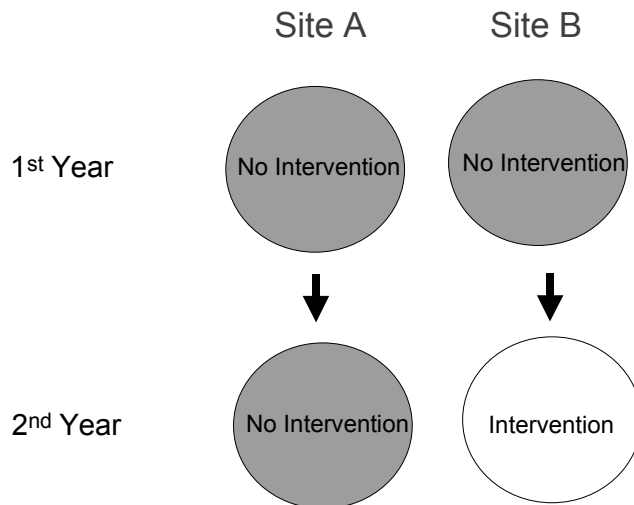 Site A Site B
1st Year No Intervention No Intervention
2nd Year No Intervention Intervention